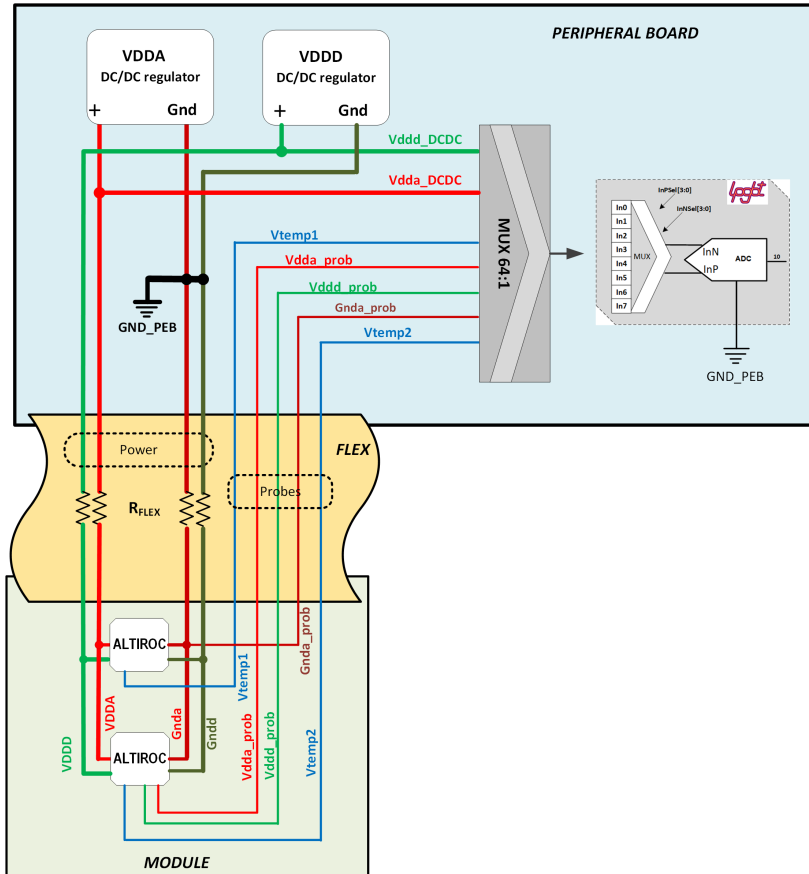 PERIPHERAL BOARD
VDDA
DC/DC regulator
+ Gnd
VDDD
DC/DC regulator
+ Gnd
Vddd_DCDC
Vdda_DCDC
Vtemp1
Vdda_prob
Vddd_prob
Gnda_prob
Vtemp2
MUX 64:1
GND_PEB
lpgbt
InPSel[3:0]
InNSel[3:0]
In0
In1
In2
In3
In4
In5
In6
In7
MUX
InN
InP
ADC
10
GND_PEB
Power
FLEX
Probes
RFLEX
ALTIROC
Gnda_prob
Vtemp1
VDDA
Gnda
Gndd
VDDD
ALTIROC
Vdda_prob
Vddd_prob
Vtemp2
MODULE